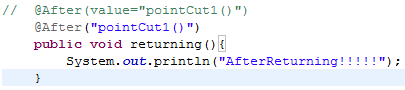 //  @After(value="pointCut1()")
@After("pointCut1()")
public void returning(){
System.out.println("AfterReturning!!!!!");
}